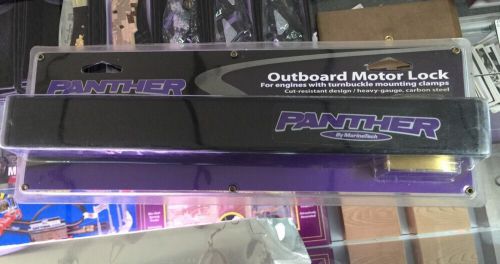 PANTHER
Outboard Motor Lock
For engines with turnbuckle mounting clamps
Cut-resistant design / heavy-gauge, carbon steel
PANTHER
By MarineTech